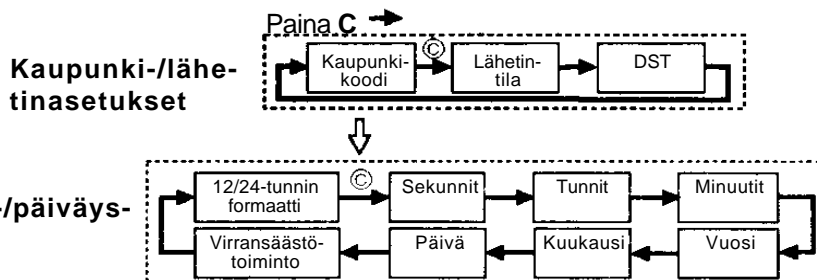 Paina C
Kaupunki-/lähe-
tinasetukset
Kaupunki-
koodi
©
Lähetin-
tila
DST
-/päiväys-
12/24-tunnin
formaatti
©
Sekunnit
Tunnit
Minuutit
Virransäästö-
toiminto
Päivä
Kuukausi
Vuosi